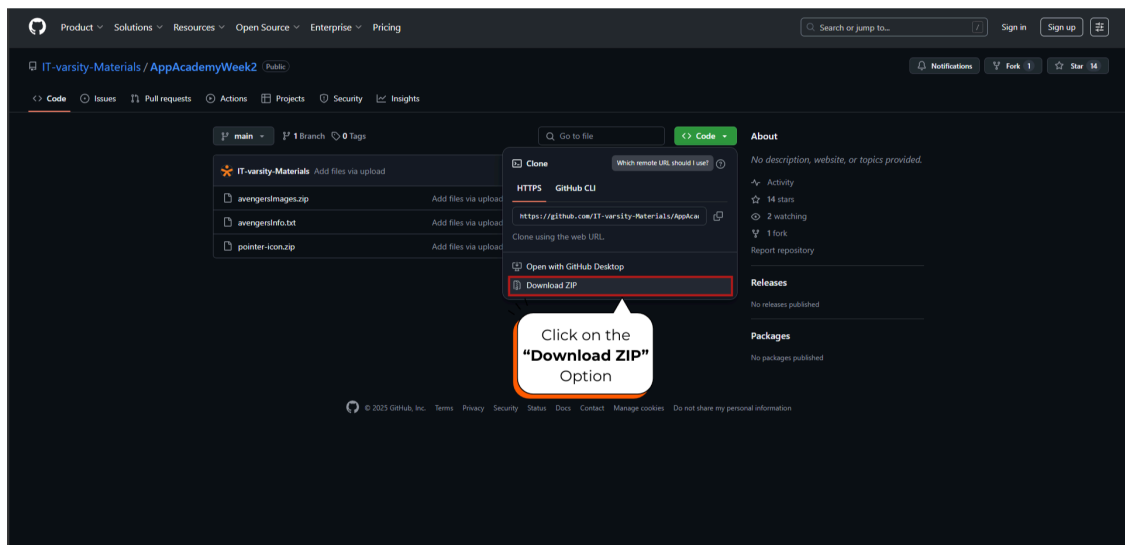 Product Solutions Resources Open Source Enterprise Pricing
Search or jump to... /
Sign in
Sign up
IT-varsity-Materials / AppAcademyWeek2 Public
Notifications
Fork 1
Star 14
Code Issues Pull requests Actions Projects Security Insights
main 1 Branch 0 Tags
Go to file
Code
IT-varsity-Materials Add files via upload
avengersImages.zip Add files via upload
avengersInfo.txt Add files via upload
pointer-icon.zip Add files via upload
Clone Which remote URL should I use?
HTTPS GitHub CLI
https://github.com/IT-varsity-Materials/AppAca
Clone using the web URL.
Open with GitHub Desktop
Download ZIP
Click on the
“Download ZIP”
Option
About
No description, website, or topics provided.
Activity
14 stars
2 watching
1 fork
Report repository
Releases
No releases published
Packages
No packages published
© 2025 GitHub, Inc. Terms Privacy Security Status Docs Contact Manage cookies Do not share my personal information